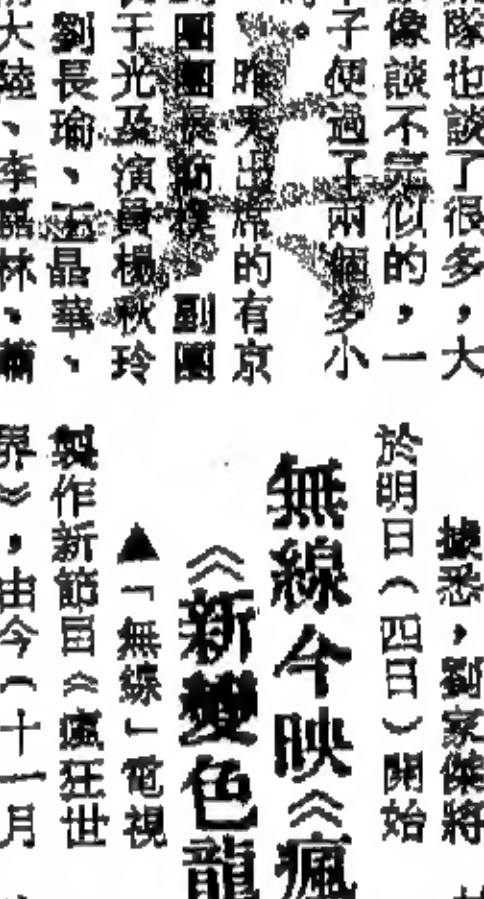 隊也談了很多，大
像談不完似的，一
子便過了兩個多小
昨天出席的有京
副團
于光及演員楊秋玲
劉長瑜、晶華、
大陸、李嘉林、蕭
據悉，劉家傑將
於明日（四日）開始
無線今映《瘋
《新變色龍
▲「無線」電視
製作新節目《瘋狂世
界》，由今（十一月